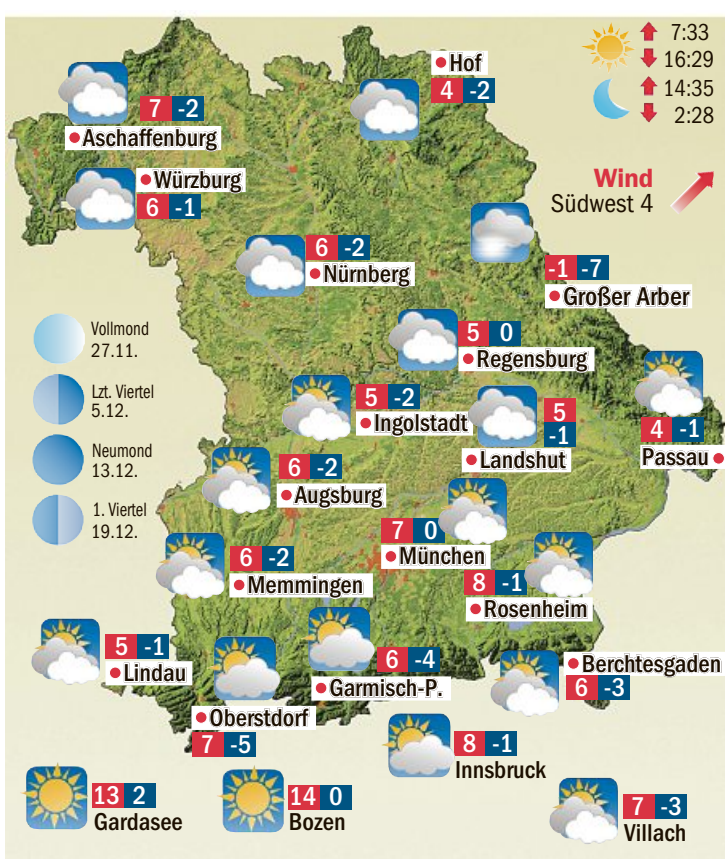 7:33
16:29
14:35
2:28
Wind
Südwest 4
Hof
4 -2
7 -2
Aschaffenburg
Würzburg
6 -1
6 -2
Nürnberg
-1 -7
Großer Arber
Vollmond
27.11.
Lzt. Viertel
5.12.
Neumond
13.12.
1. Viertel
19.12.
5 0
Regensburg
5 -2
Ingolstadt
5
-1
Landshut
4 -1
Passau
6 -2
Augsburg
7 0
München
6 -2
Memmingen
8 -1
Rosenheim
5 -1
Lindau
6 -4
Garmisch-P.
Berchtesgaden
6 -3
Oberstdorf
7 -5
8 -1
Innsbruck
13 2
Gardasee
14 0
Bozen
7 -3
Villach